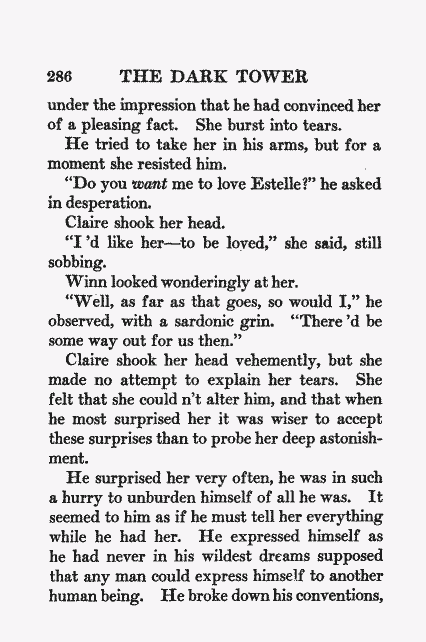 286 THE DARK TOWER
under the impression that he had convinced her
of a pleasing fact. She burst into tears.
He tried to take her in his arms, but for a
moment she resisted him.
"Do you want me to love Estelle?" he asked
in desperation.
Claire shook her head.
"I 'd like her—to be loved," she said, still
sobbing.
Winn looked wonderingly at her.
"Well, as far as that goes, so would I," he
observed, with a sardonic grin. "There 'd be
some way out for us then."
Claire shook her head vehemently, but she
made no attempt to explain her tears. She
felt that she could n't alter him, and that when
he most surprised her it was wiser to accept
these surprises than to probe her deep astonish-
ment.
He surprised her very often, he was in such
a hurry to unburden himself of all he was. It
seemed to him as if he must tell her everything
while he had her. He expressed himself as
he had never in his wildest dreams supposed
that any man could express himself to another
human being. He broke down his conventions,